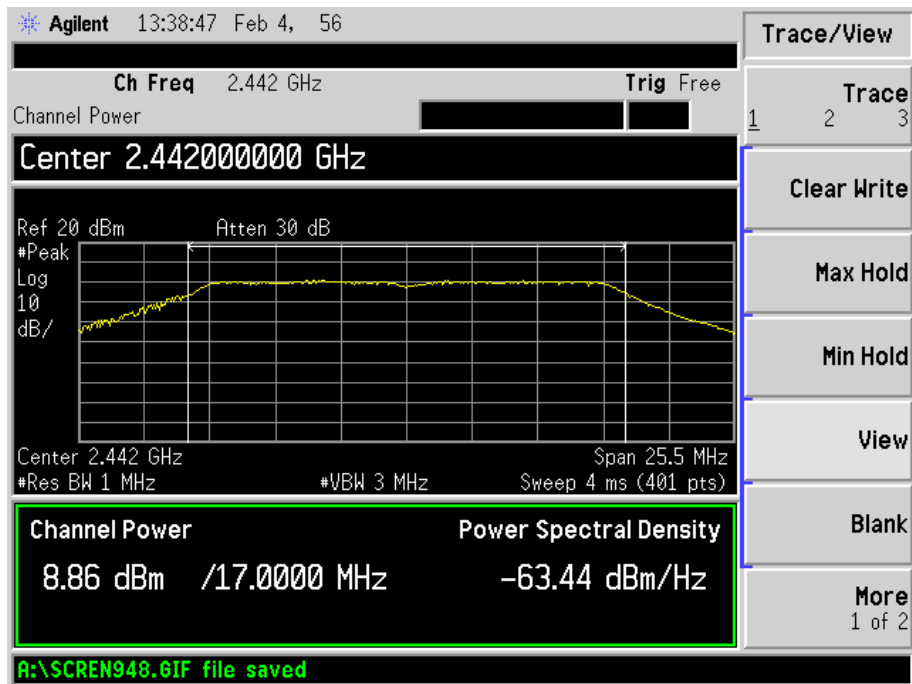 Agilent 13:38:47 Feb 4, 56
Ch Freq 2.442 GHz Trig Free
Channel Power
Center 2.442000000 GHz
Ref 20 dBm Atten 30 dB
#Peak
Log
10
dB/
Center 2.442 GHz Span 25.5 MHz
#Res BW 1 MHz #VBW 3 MHz Sweep 4 ms (401 pts)
Channel Power Power Spectral Density
8.86 dBm /17.0000 MHz -63.44 dBm/Hz
A:\SCREN948.GIF file saved
Trace/View
Trace
1 2 3
Clear Write
Max Hold
Min Hold
View
Blank
More
1 of 2